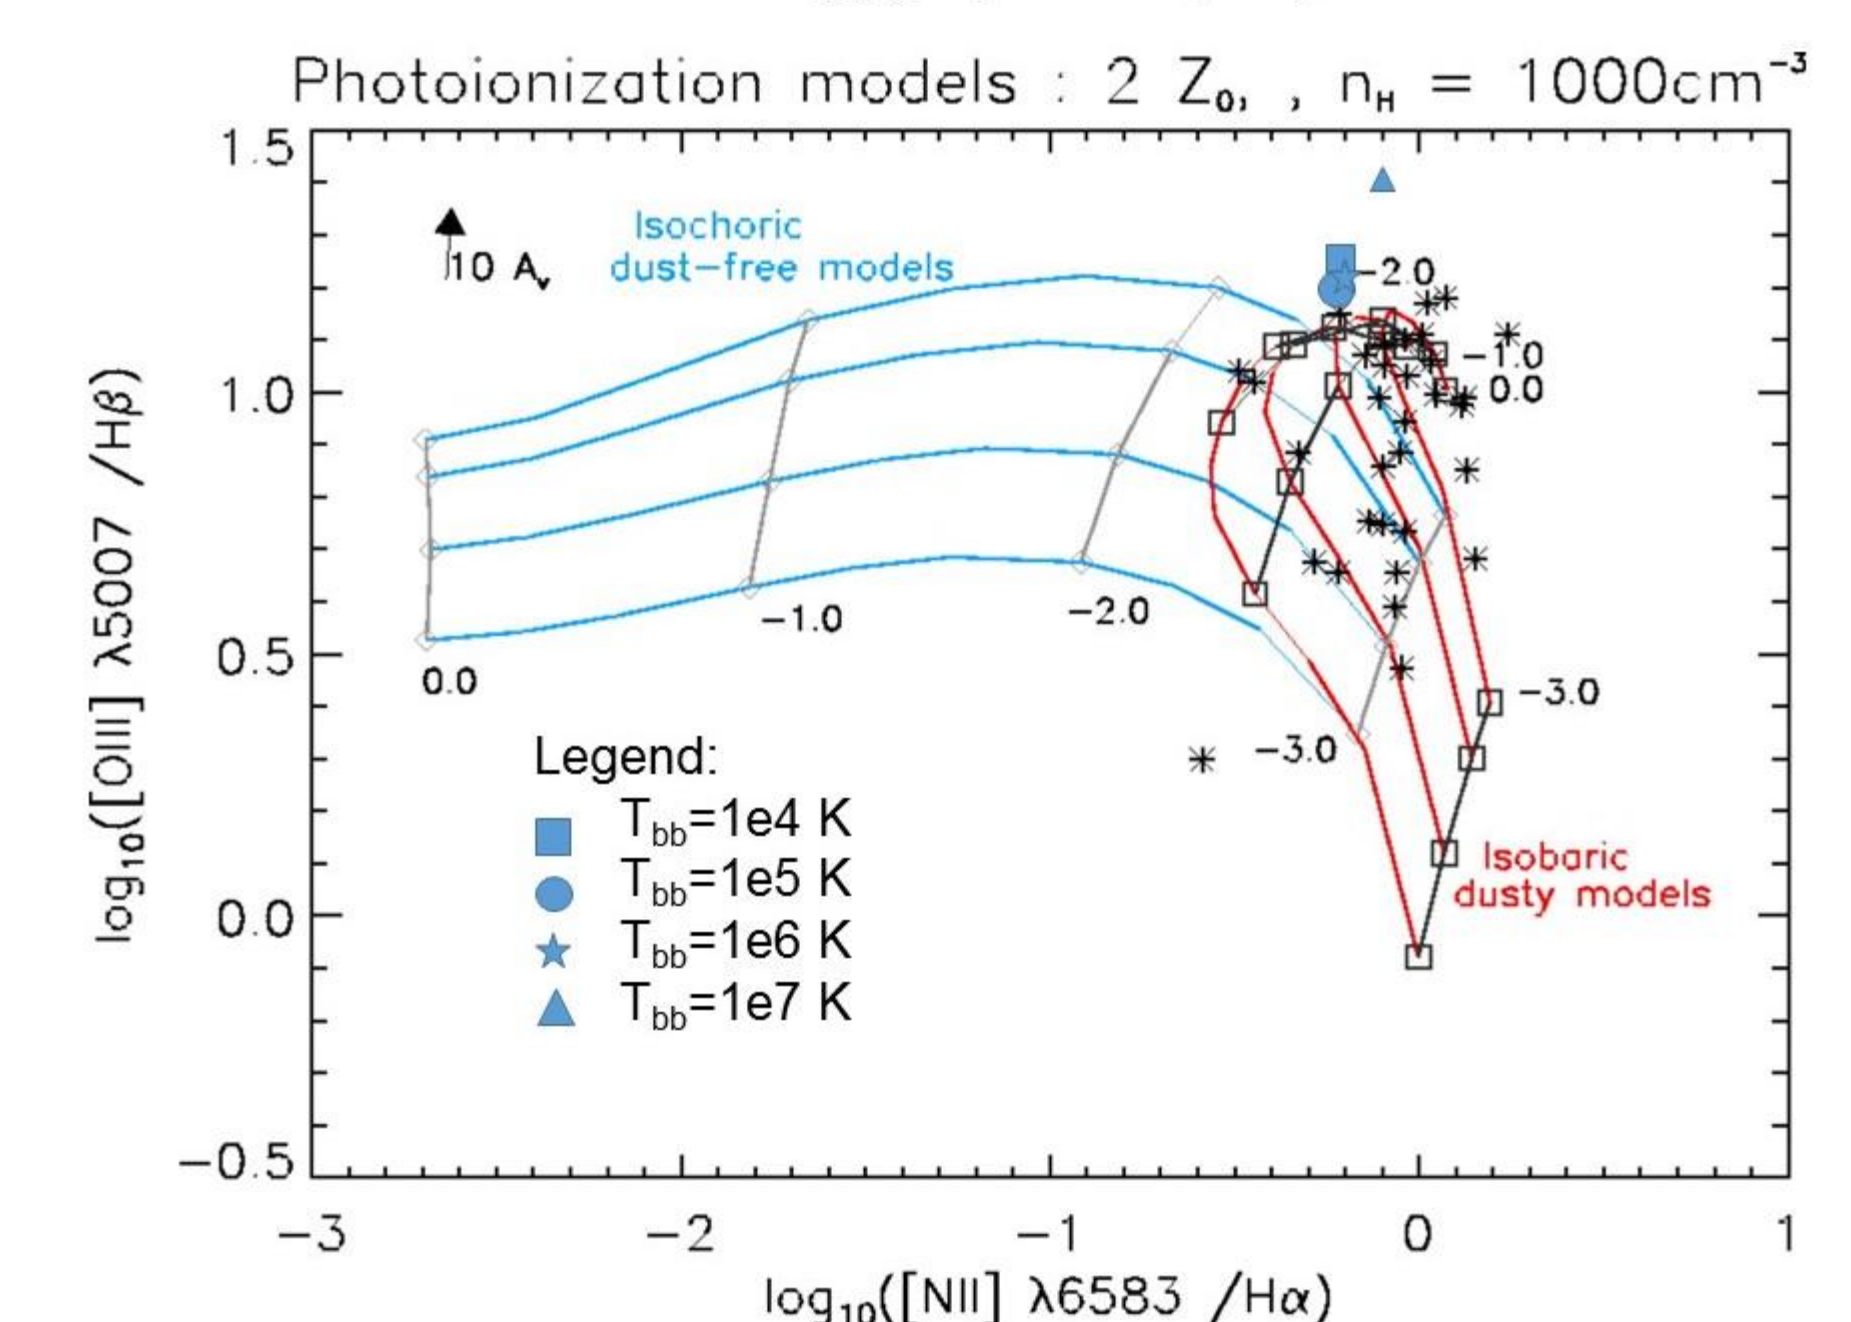 Photoionization models : 2 Z₀, , n_H = 1000cm⁻³
1.5
1.0
0.5
0.0
−0.5
log₁₀([OIII] λ5007 /Hβ)
10 Aᵥ
Isochoric
dust−free models
−2.0
−1.0
0.0
−1.0
−2.0
0.0
−3.0
−3.0
Legend:
T_bb=1e4 K
T_bb=1e5 K
T_bb=1e6 K
T_bb=1e7 K
Isobaric
dusty models
−3
−2
−1
0
1
log₁₀([NII] λ6583 /Hα)